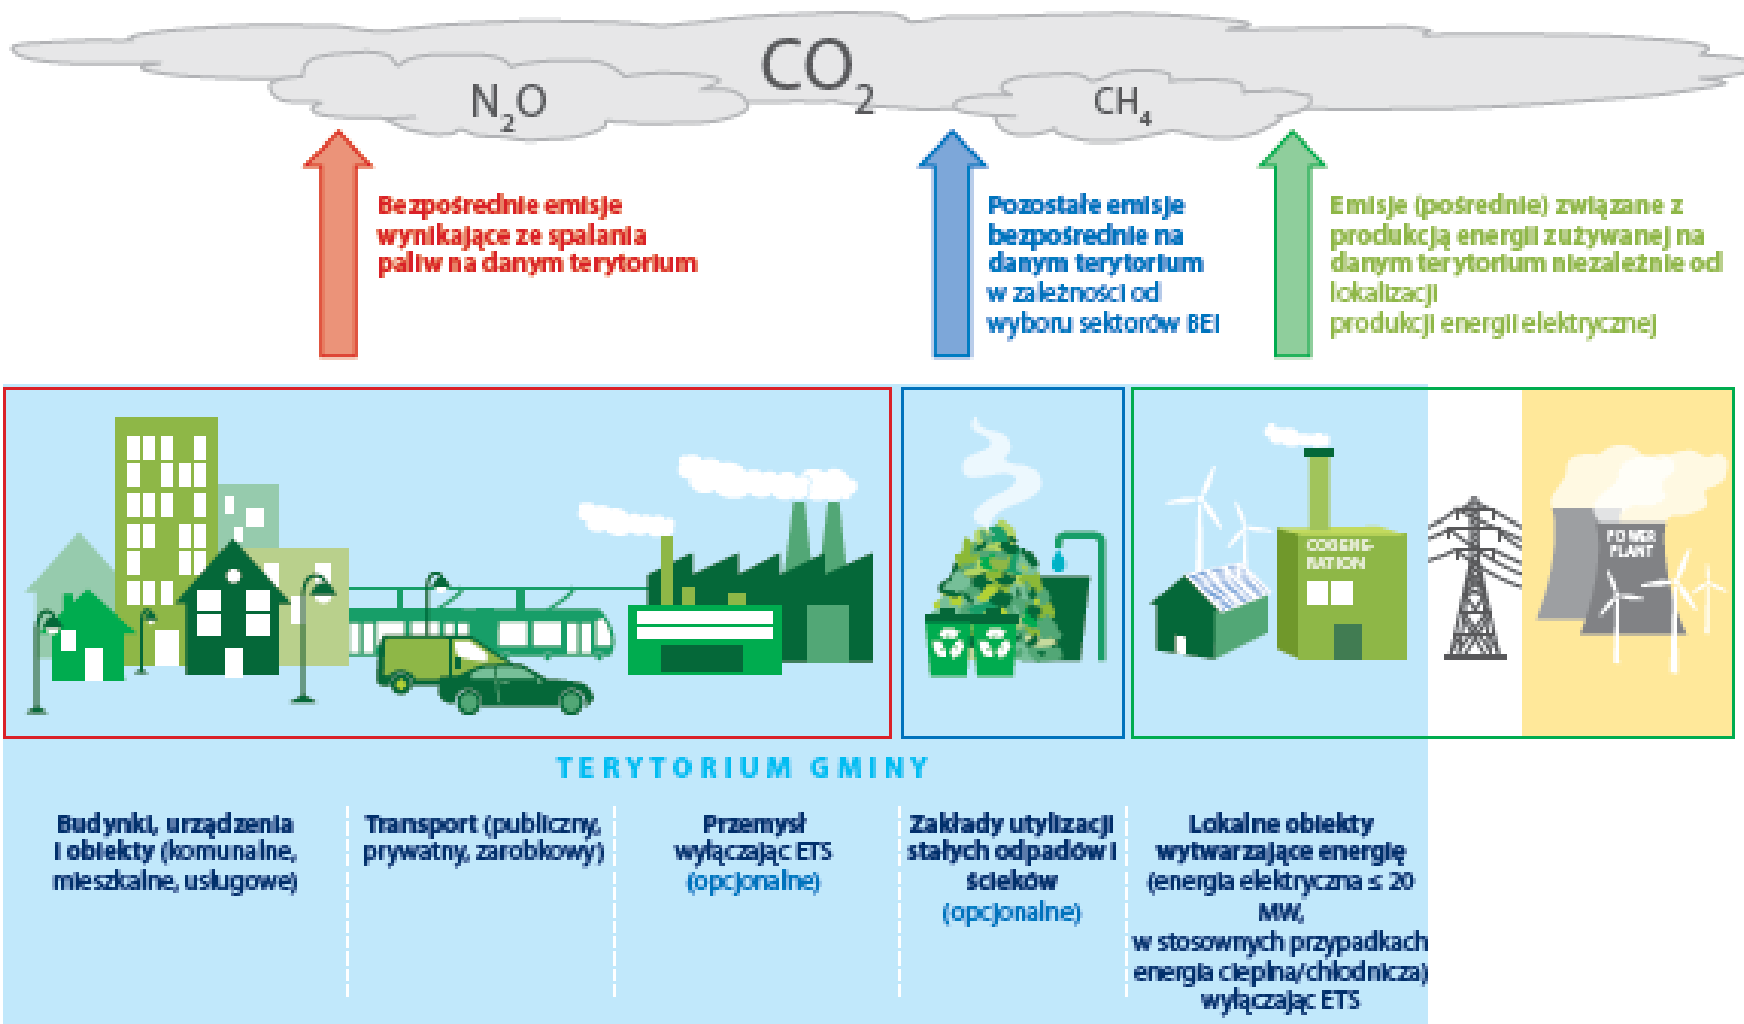 CO₂
N₂O
CH₄
Bezpośrednie emisje
wynikające ze spalania
paliw na danym terytorium
Pozostałe emisje
bezpośrednie na
danym terytorium
w zależności od
wyboru sektorów BEI
Emisje (pośrednie) związane z
produkcją energii zużywanej na
danym terytorium niezależnie od
lokalizacji
produkcji energii elektrycznej
COGENE-
RATION
POWER
PLANT
TERYTORIUM GMINY
Budynki, urządzenia
i obiekty (komunalne,
mieszkalne, usługowe)
Transport (publiczny,
prywatny, zarobkowy)
Przemysł
wyłączając ETS
(opcjonalne)
Zakłady utylizacji
stałych odpadów i
ścieków
(opcjonalne)
Lokalne obiekty
wytwarzające energię
(energia elektryczna ≤ 20
MW,
w stosownych przypadkach
energia cieplna/chłodnicza)
wyłączając ETS